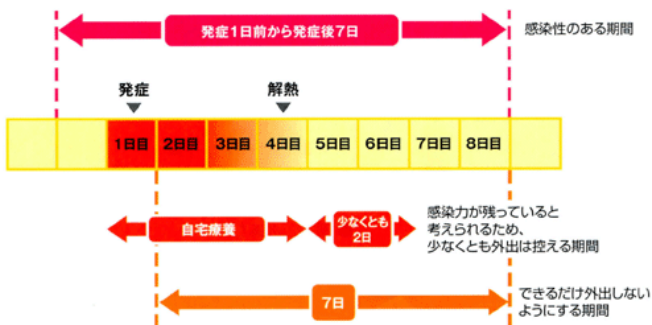 発症1日前から発症後7日
感染性のある期間
発症
解熱
1日目 2日目 3日目 4日目 5日目 6日目 7日目 8日目
自宅療養
少なくとも
2日
感染力が残っていると
考えられるため、
少なくとも外出は控える期間
7日
できるだけ外出しない
ようにする期間